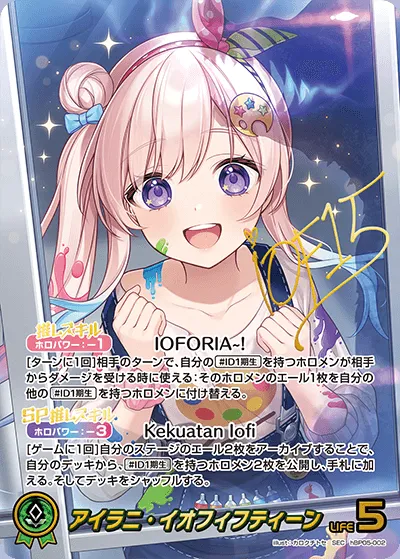 IOF15
推しスキル
ホロパワー：－1
IOFORIA~!
[ターンに1回]相手のターンで、自分の #ID1期生 を持つホロメンが相手
からダメージを受ける時に使える：そのホロメンのエール1枚を自分の
他の #ID1期生 を持つホロメンに付け替える。
SP推しスキル
ホロパワー：－3
Kekuatan Iofi
[ゲームに1回]自分のステージのエール2枚をアーカイブすることで、
自分のデッキから、#ID1期生 を持つホロメン2枚を公開し、手札に加
える。そしてデッキをシャッフルする。
アイラニ・イオフィフティーン LIFE 5
illust：カロクチトセ SEC hBP05-002